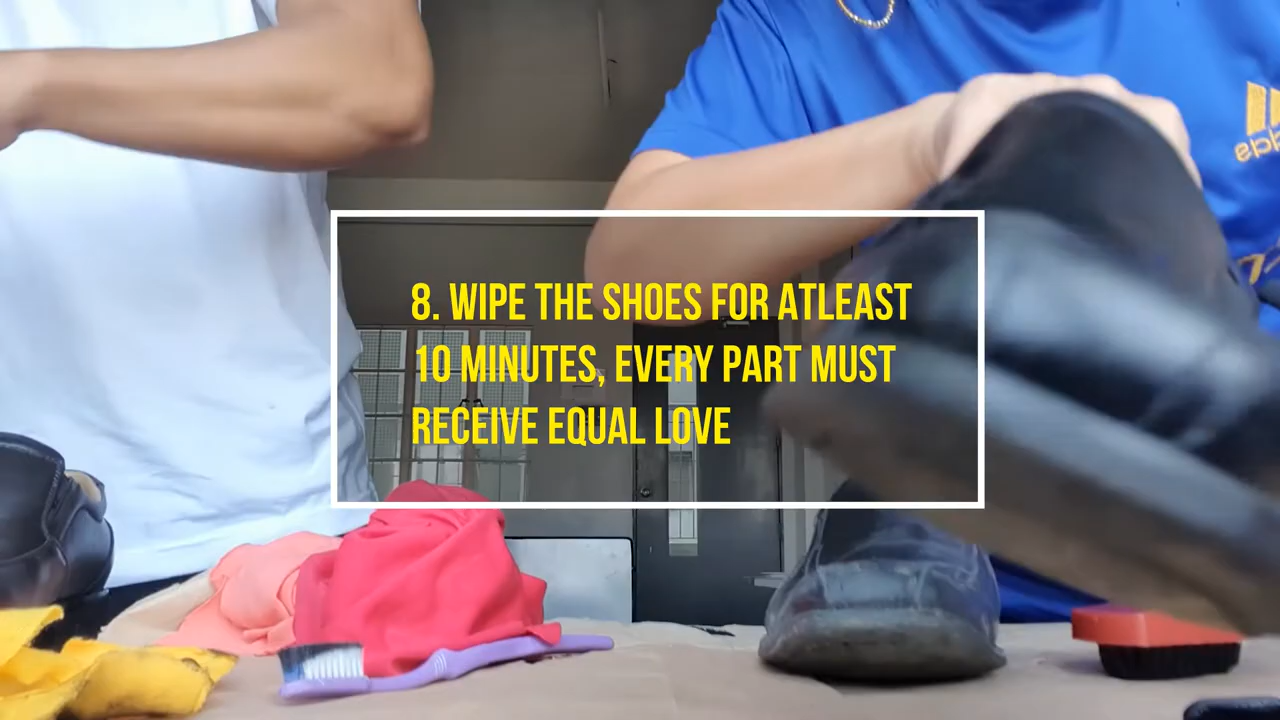 8. WIPE THE SHOES FOR ATLEAST
10 MINUTES, EVERY PART MUST
RECEIVE EQUAL LOVE